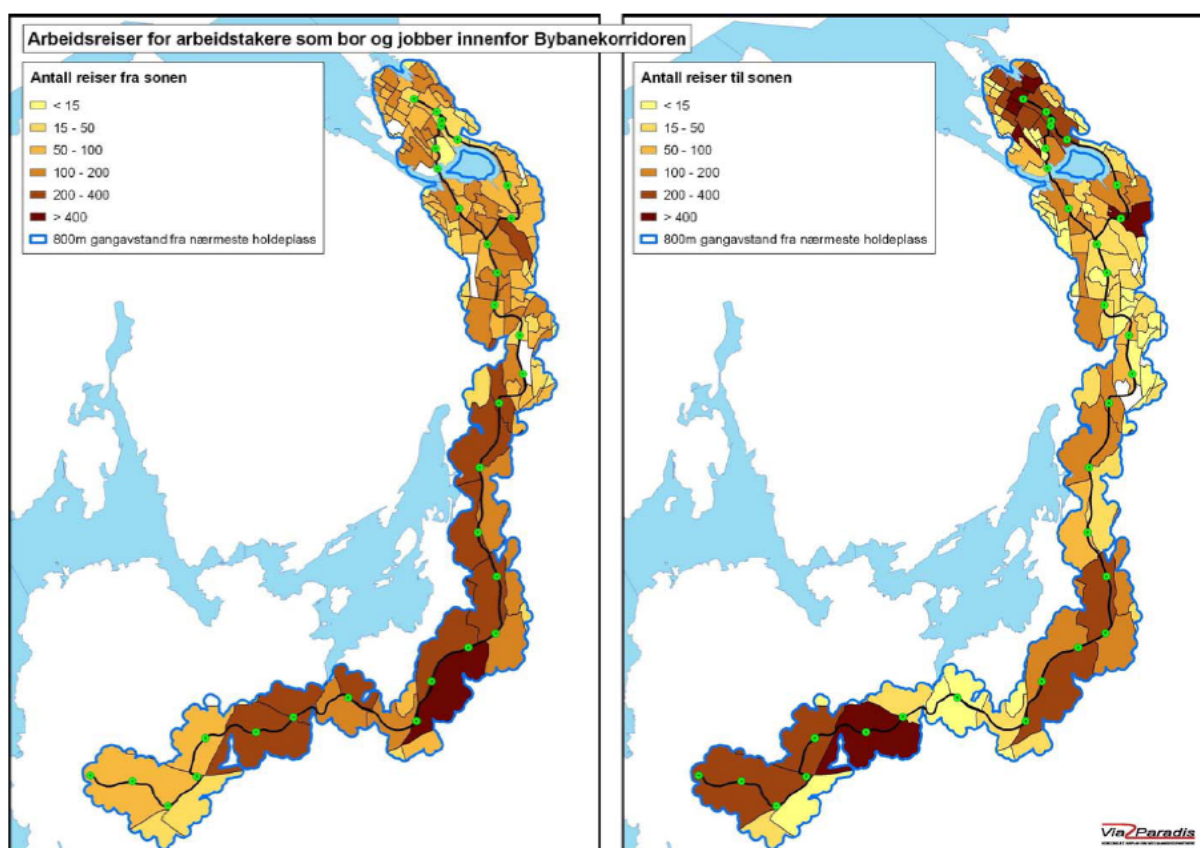 Arbeidsreiser for arbeidstakere som bor og jobber innenfor Bybanekorridoren
Antall reiser fra sonen
< 15
15 - 50
50 - 100
100 - 200
200 - 400
> 400
800m gangavstand fra nærmeste holdeplass
Antall reiser til sonen
< 15
15 - 50
50 - 100
100 - 200
200 - 400
> 400
800m gangavstand fra nærmeste holdeplass
Via2Paradis